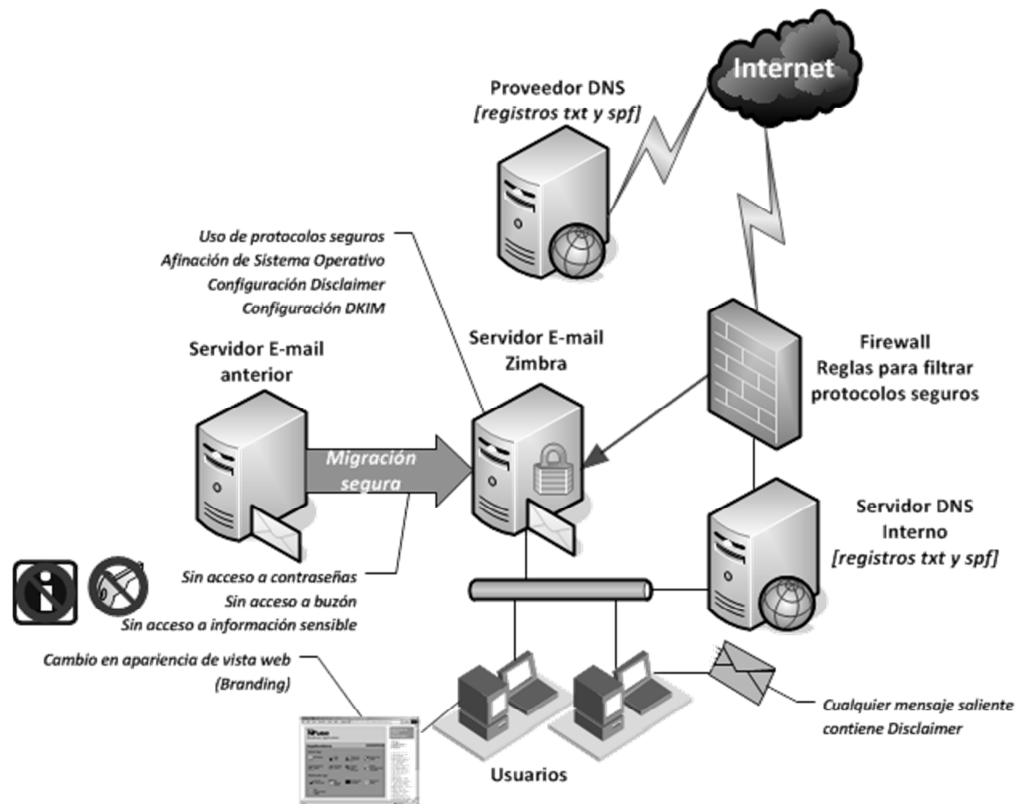 Internet
Proveedor DNS
[registros txt y spf]
Uso de protocolos seguros
Afinación de Sistema Operativo
Configuración Disclaimer
Configuración DKIM
Servidor E-mail
anterior
Servidor E-mail
Zimbra
Firewall
Reglas para filtrar
protocolos seguros
Migración
segura
Servidor DNS
Interno
[registros txt y spf]
Sin acceso a contraseñas
Sin acceso a buzón
Sin acceso a información sensible
Cambio en apariencia de vista web
(Branding)
Cualquier mensaje saliente
contiene Disclaimer
Usuarios